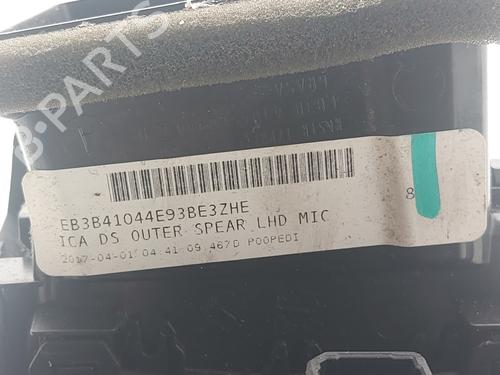 B-PARTS
EB3B41044E93BE3ZHE
ICA DS OUTER SPEAR LHD MIC
8
2017-04-01 04 41 09 467D POOPEDI